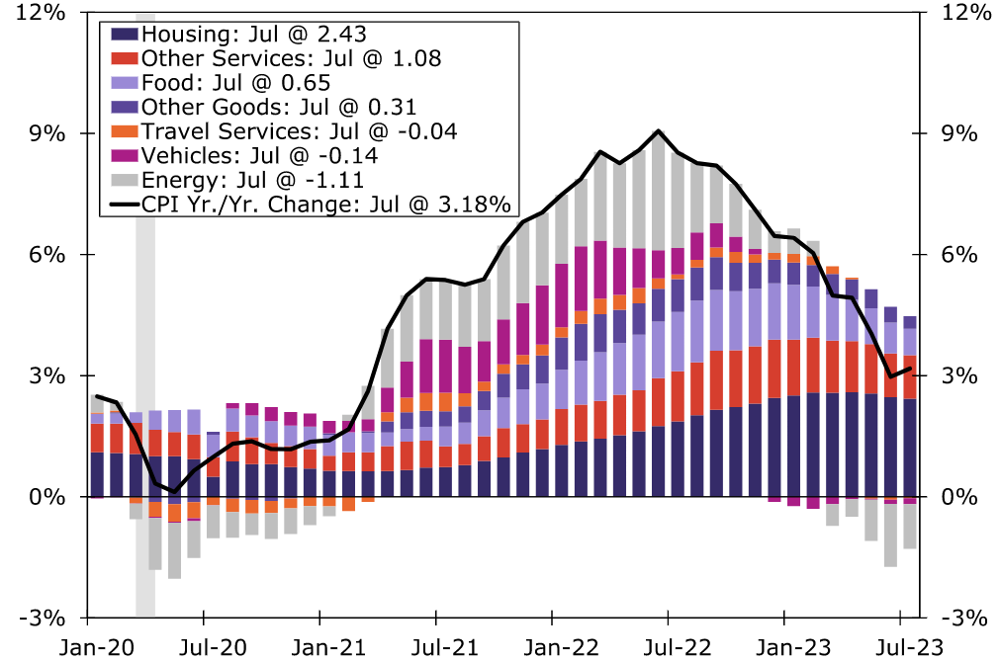 12%
12%
Housing: Jul @ 2.43
Other Services: Jul @ 1.08
Food: Jul @ 0.65
Other Goods: Jul @ 0.31
Travel Services: Jul @ -0.04
Vehicles: Jul @ -0.14
Energy: Jul @ -1.11
CPI Yr./Yr. Change: Jul @ 3.18%
9%
9%
6%
6%
3%
3%
0%
0%
-3%
-3%
Jan-20 Jul-20 Jan-21 Jul-21 Jan-22 Jul-22 Jan-23 Jul-23